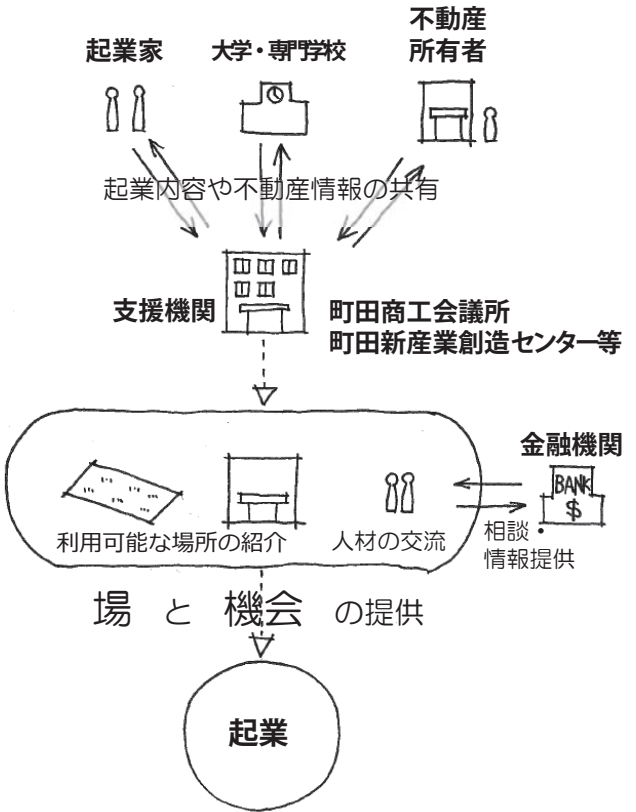 起業家
大学・専門学校
不動産
所有者
起業内容や不動産情報の共有
支援機関
町田商工会議所
町田新産業創造センター等
金融機関
BANK
$
利用可能な場所の紹介
人材の交流
相談・
情報提供
場 と 機会 の提供
起業